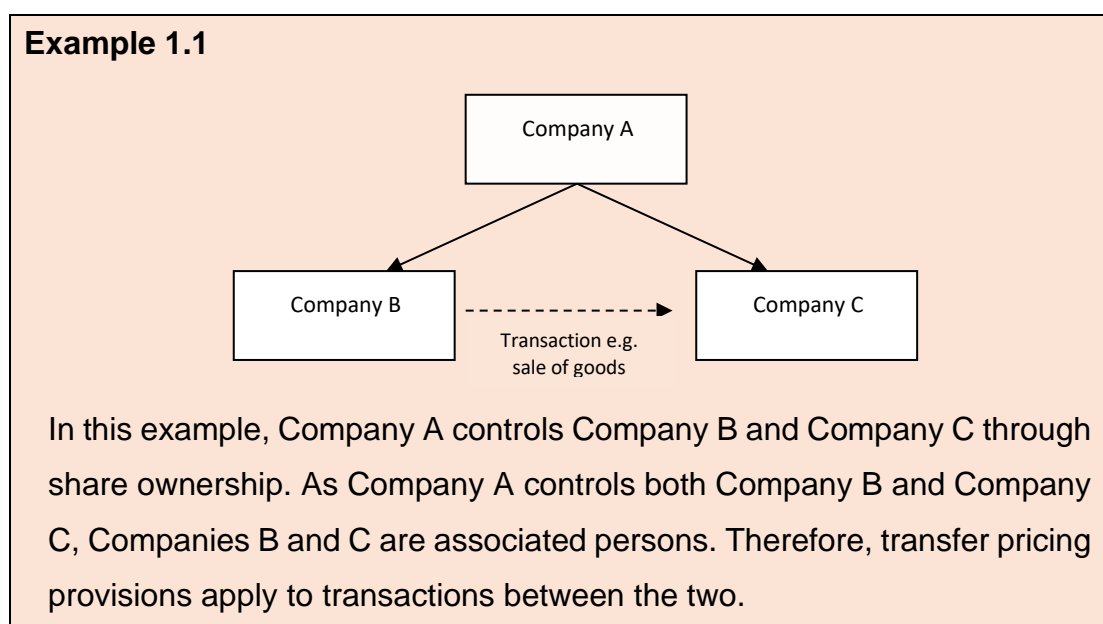 Example 1.1
Company A
Company B
Company C
Transaction e.g.
sale of goods
In this example, Company A controls Company B and Company C through
share ownership. As Company A controls both Company B and Company
C, Companies B and C are associated persons. Therefore, transfer pricing
provisions apply to transactions between the two.